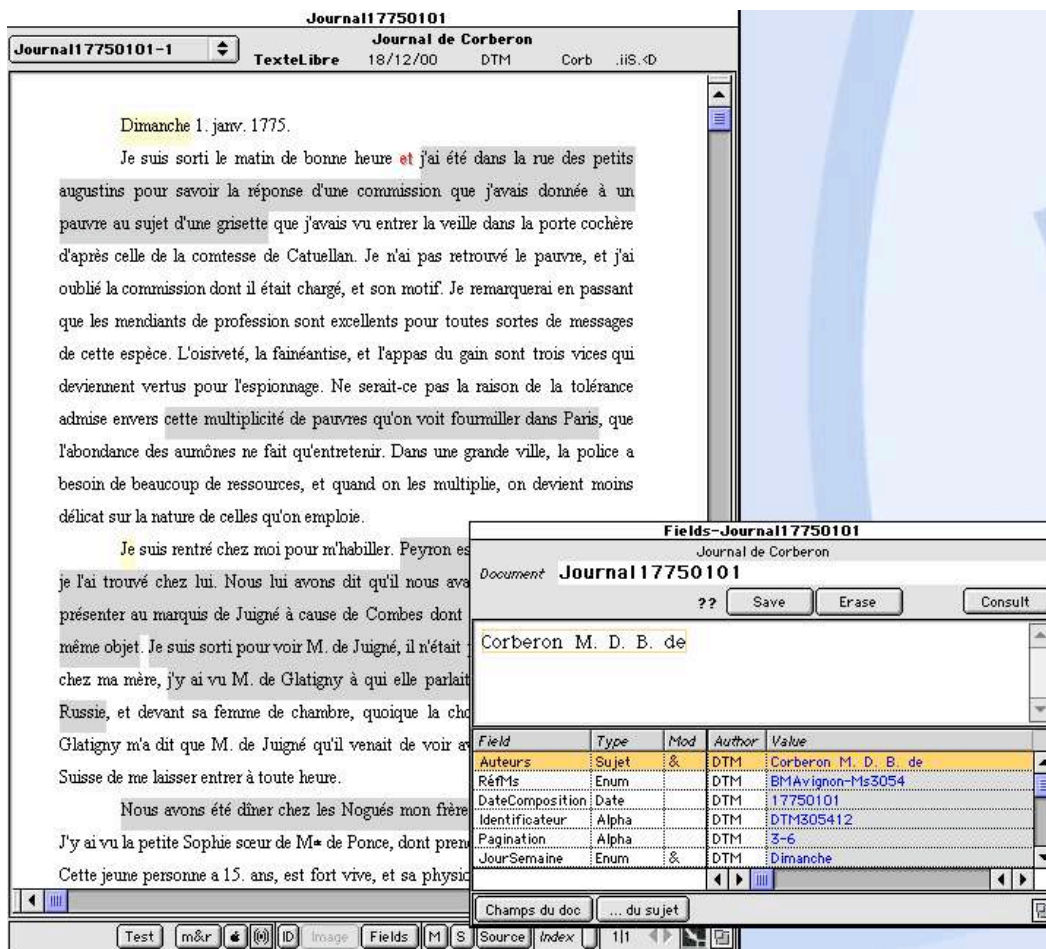 Journal17750101
Journal17750101-1
Journal de Corberon
TexteLibre 18/12/00 DTM Corb .iiS.<D
Dimanche 1. janv. 1775.
Je suis sorti le matin de bonne heure et j'ai été dans la rue des petits
augustins pour savoir la réponse d'une commission que j'avais donnée à un
pauvre au sujet d'une grisette que j'avais vu entrer la veille dans la porte cochère
d'après celle de la comtesse de Catuellan. Je n'ai pas retrouvé le pauvre, et j'ai
oublié la commission dont il était chargé, et son motif. Je remarquerai en passant
que les mendiants de profession sont excellents pour toutes sortes de messages
de cette espèce. L'oisiveté, la fainéantise, et l'appas du gain sont trois vices qui
deviennent vertus pour l'espionnage. Ne serait-ce pas la raison de la tolérance
admise envers cette multiplicité de pauvres qu'on voit fourmiller dans Paris, que
l'abondance des aumônes ne fait qu'entretenir. Dans une grande ville, la police a
besoin de beaucoup de ressources, et quand on les multiplie, on devient moins
délicat sur la nature de celles qu'on emploie.
Je suis rentré chez moi pour m'habiller. Peyron es
je l'ai trouvé chez lui. Nous lui avons dit qu'il nous ava
présenter au marquis de Juigné à cause de Combes dont
même objet. Je suis sorti pour voir M. de Juigné, il n'était
chez ma mère, j'y ai vu M. de Glatigny à qui elle parlait
Russie, et devant sa femme de chambre, quoique la cho
Glatigny m'a dit que M. de Juigné qu'il venait de voir av
Suisse de me laisser entrer à toute heure.
Nous avons été dîner chez les Nogués mon frère
J'y ai vu la petite Sophie sœur de Me de Ponce, dont pren
Cette jeune personne a 15. ans, est fort vive, et sa physic
Fields-Journal17750101
Journal de Corberon
Document Journal17750101
?? Save Erase Consult
Corberon M. D. B. de
Field Type Mod Author Value
Auteurs Sujet & DTM Corberon M. D. B. de
RéfMs Enum DTM BMAvignon-Ms3054
DateComposition Date DTM 17750101
Identificateur Alpha DTM DTM305412
Pagination Alpha DTM 3-6
JourSemaine Enum & DTM Dimanche
Champs du doc ... du sujet
Test m&r ID Image Fields M S Source Index 1|1